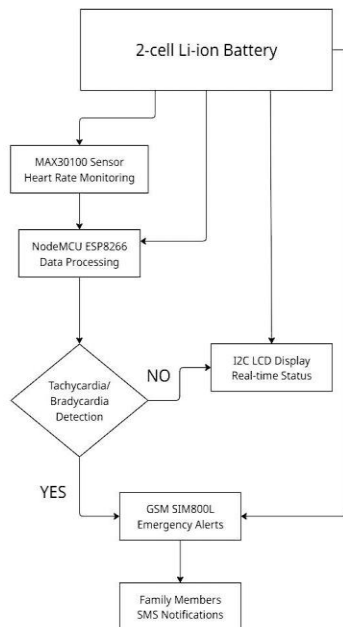 2-cell Li-ion Battery
MAX30100 Sensor
Heart Rate Monitoring
NodeMCU ESP8266
Data Processing
Tachycardia/
Bradycardia
Detection
NO
I2C LCD Display
Real-time Status
YES
GSM SIM800L
Emergency Alerts
Family Members
SMS Notifications